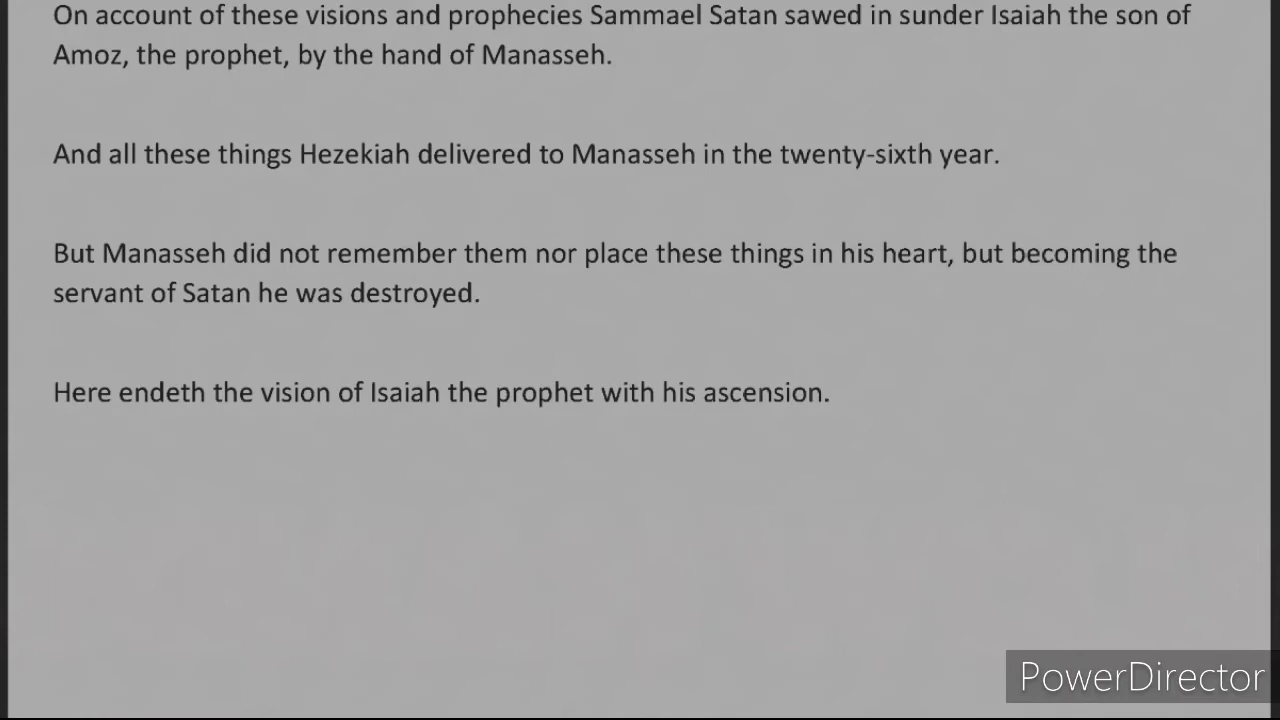 On account of these visions and prophecies Sammael Satan sawed in sunder Isaiah the son of
Amoz, the prophet, by the hand of Manasseh.
And all these things Hezekiah delivered to Manasseh in the twenty-sixth year.
But Manasseh did not remember them nor place these things in his heart, but becoming the
servant of Satan he was destroyed.
Here endeth the vision of Isaiah the prophet with his ascension.
PowerDirector